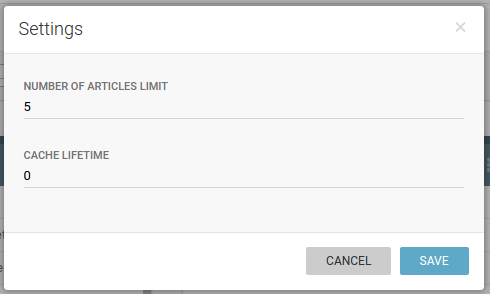 Settings
×
NUMBER OF ARTICLES LIMIT
5
CACHE LIFETIME
0
CANCEL SAVE